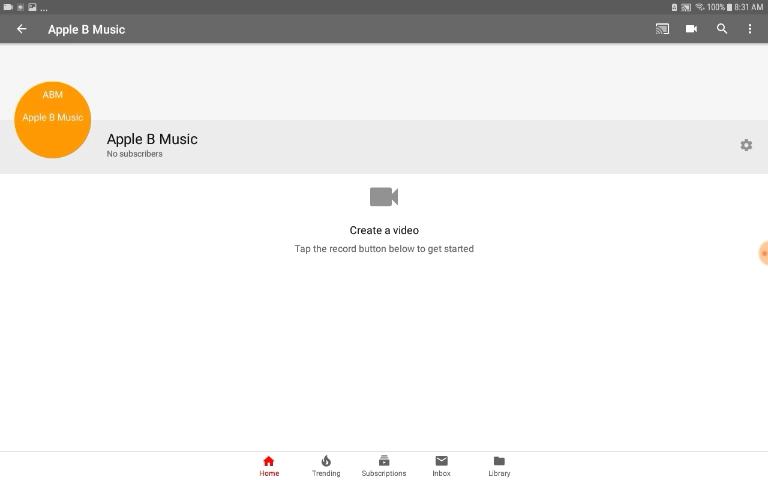 ... 100% 8:31 AM
Apple B Music
ABM
Apple B Music
Apple B Music
No subscribers
Create a video
Tap the record button below to get started
Home Trending Subscriptions Inbox Library